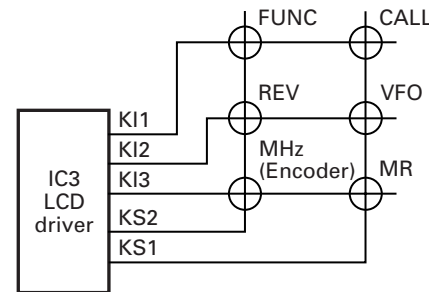 FUNC CALL
REV VFO
KI1
KI2
MHz
(Encoder) MR
KI3
IC3
LCD
driver
KS2
KS1